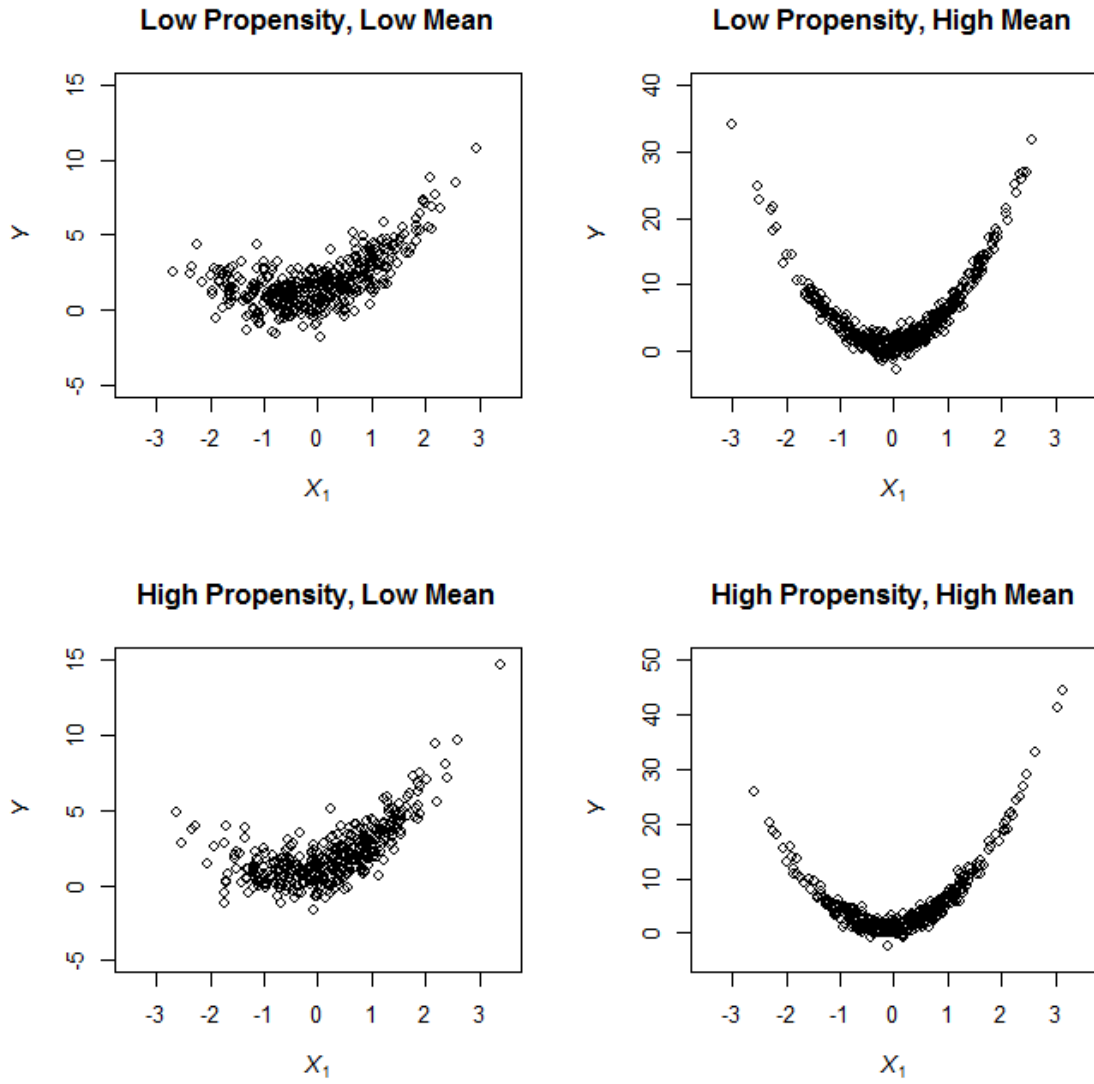 Low Propensity, Low Mean
Low Propensity, High Mean
15
10
5
0
-5
Y
-3 -2 -1 0 1 2 3
X1
40
30
20
10
0
Y
-3 -2 -1 0 1 2 3
X1
High Propensity, Low Mean
High Propensity, High Mean
15
10
5
0
-5
Y
-3 -2 -1 0 1 2 3
X1
50
40
30
20
10
0
Y
-3 -2 -1 0 1 2 3
X1